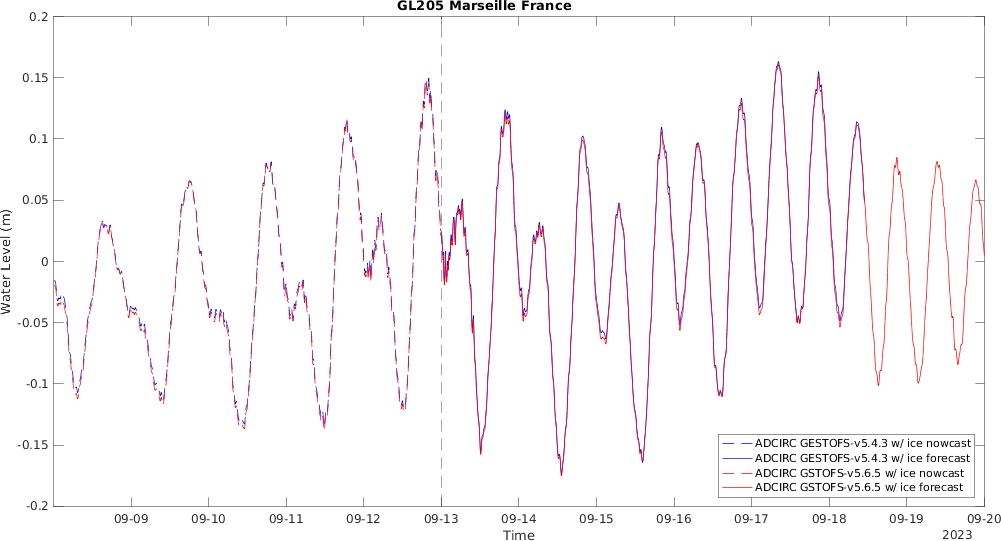 GL205 Marseille France
0.2
0.15
0.1
0.05
0
-0.05
-0.1
-0.15
-0.2
Water Level (m)
ADCIRC GESTOFS-v5.4.3 w/ ice nowcast
ADCIRC GESTOFS-v5.4.3 w/ ice forecast
ADCIRC GSTOFS-v5.6.5 w/ ice nowcast
ADCIRC GSTOFS-v5.6.5 w/ ice forecast
09-09 09-10 09-11 09-12 09-13 09-14 09-15 09-16 09-17 09-18 09-19 09-20
Time
2023